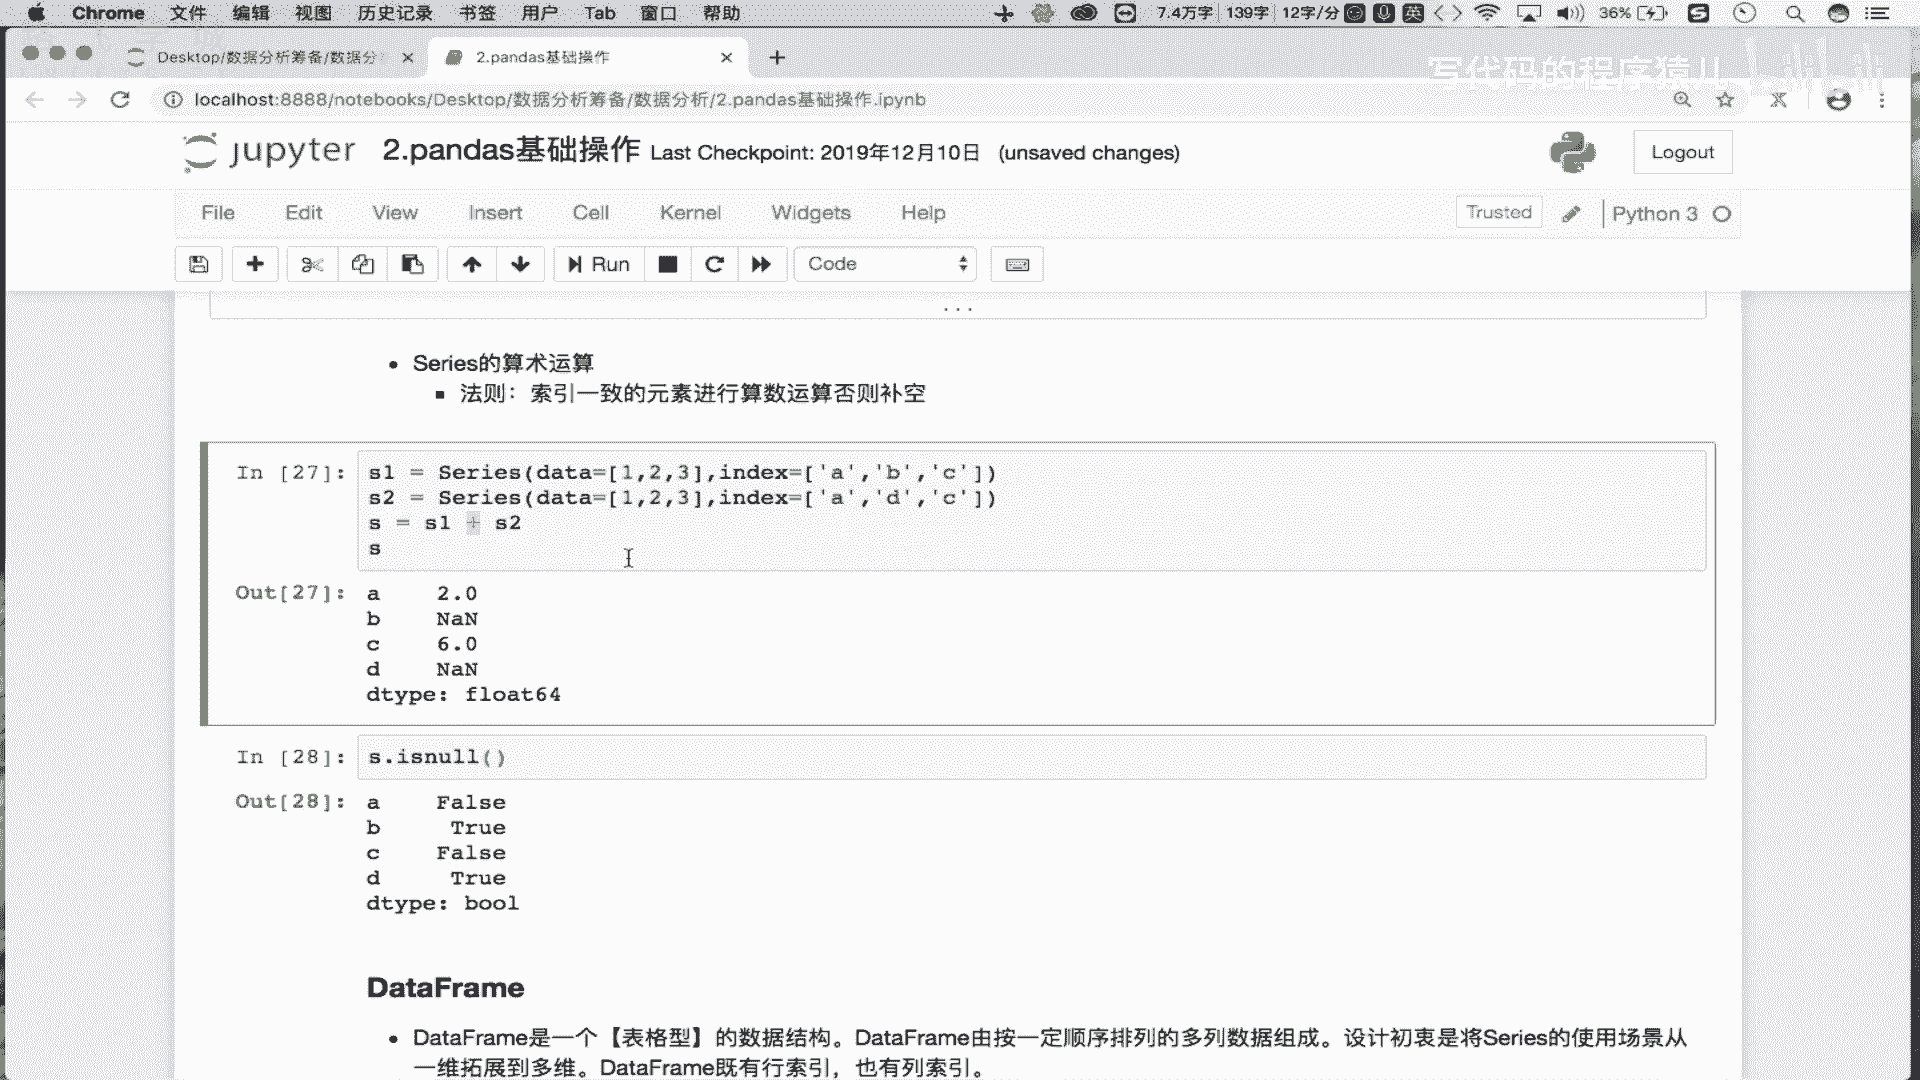 Chrome 文件 编辑 视图 历史记录 书签 用户 Tab 窗口 帮助 7.4万字 139字 12字/分 英 36%
Desktop/数据分析筹备/数据分 2.pandas基础操作
写代码的程序猿儿 bilibili
localhost:8888/notebooks/Desktop/数据分析筹备/数据分析/2.pandas基础操作.ipynb
jupyter 2.pandas基础操作 Last Checkpoint: 2019年12月10日 (unsaved changes) Logout
File Edit View Insert Cell Kernel Widgets Help Trusted Python 3
Run Code
...
Series的算术运算
法则：索引一致的元素进行算数运算否则补空
In [27]: s1 = Series(data=[1,2,3],index=['a','b','c'])
s2 = Series(data=[1,2,3],index=['a','d','c'])
s = s1 + s2
s
Out[27]: a 2.0
b NaN
c 6.0
d NaN
dtype: float64
In [28]: s.isnull()
Out[28]: a False
b True
c False
d True
dtype: bool
DataFrame
DataFrame是一个【表格型】的数据结构。DataFrame由按一定顺序排列的多列数据组成。设计初衷是将Series的使用场景从
一维拓展到多维。DataFrame既有行索引，也有列索引。